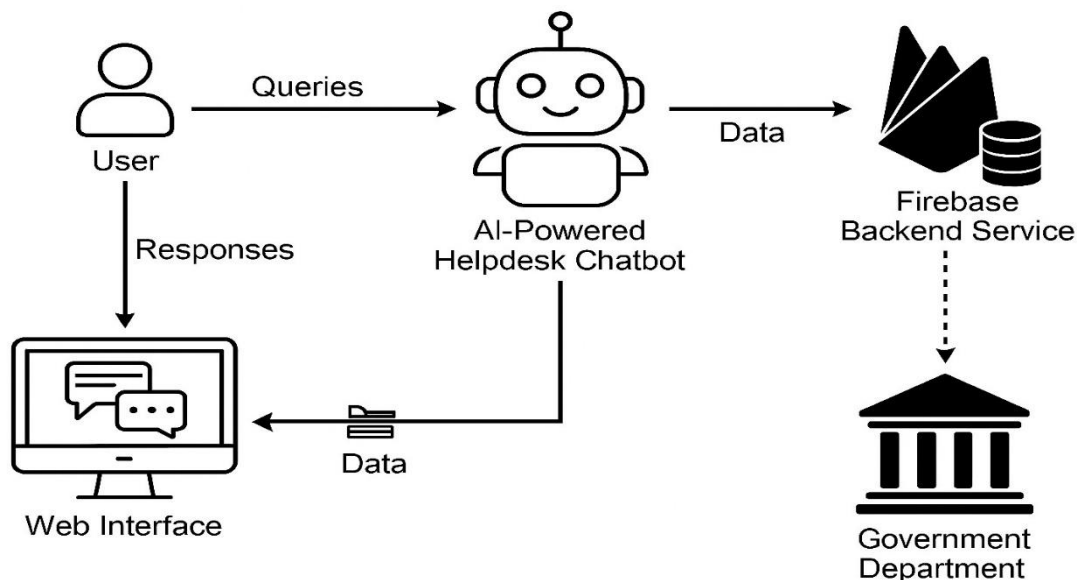 Queries
User
Data
AI-Powered
Helpdesk Chatbot
Firebase
Backend Service
Responses
Data
Web Interface
Government
Department